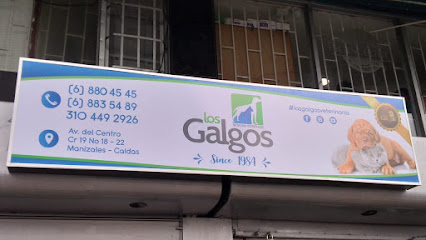 (6) 880 45 45
(6) 883 54 89
310 449 2926
Av. del Centro
Cr 19 No 18 - 22
Manizales - Caldas
los
Galgos
Since 1984
#losgalgosveterinaria